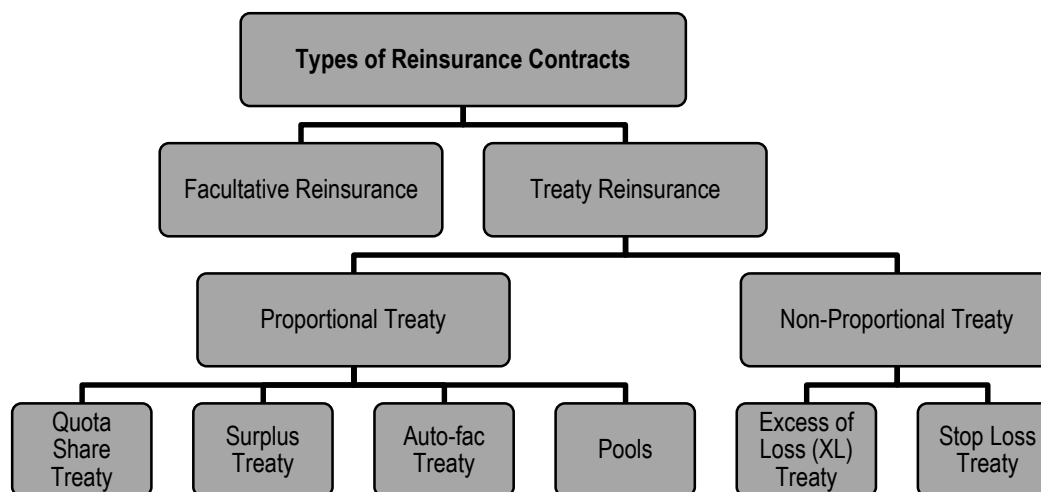 Types of Reinsurance Contracts
Facultative Reinsurance
Treaty Reinsurance
Proportional Treaty
Non-Proportional Treaty
Quota
Share
Treaty
Surplus
Treaty
Auto-fac
Treaty
Pools
Excess of
Loss (XL)
Treaty
Stop Loss
Treaty